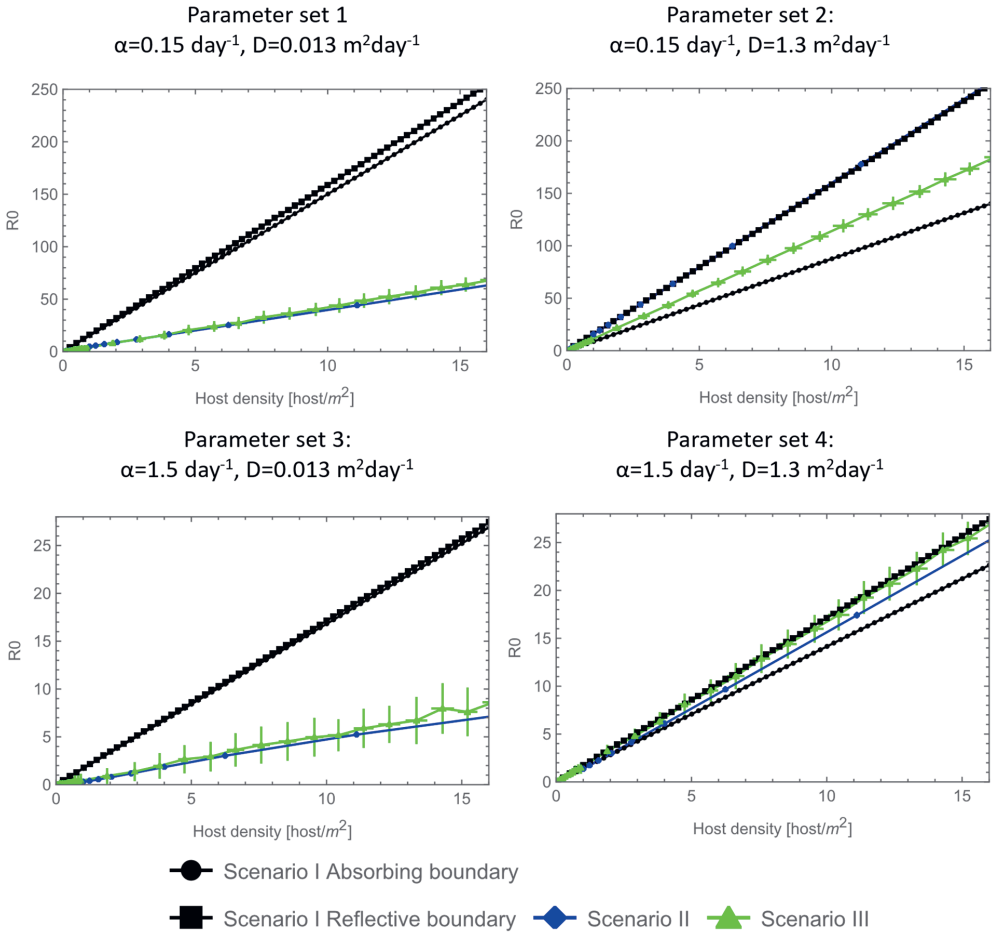 Parameter set 1
α=0.15 day⁻¹, D=0.013 m²day⁻¹
Parameter set 2:
α=0.15 day⁻¹, D=1.3 m²day⁻¹
250
200
150
100
50
0
R0
0 5 10 15
Host density [host/m²]
250
200
150
100
50
0
R0
0 5 10 15
Host density [host/m²]
Parameter set 3:
α=1.5 day⁻¹, D=0.013 m²day⁻¹
Parameter set 4:
α=1.5 day⁻¹, D=1.3 m²day⁻¹
25
20
15
10
5
0
R0
0 5 10 15
Host density [host/m²]
25
20
15
10
5
0
R0
0 5 10 15
Host density [host/m²]
Scenario I Absorbing boundary
Scenario I Reflective boundary Scenario II Scenario III